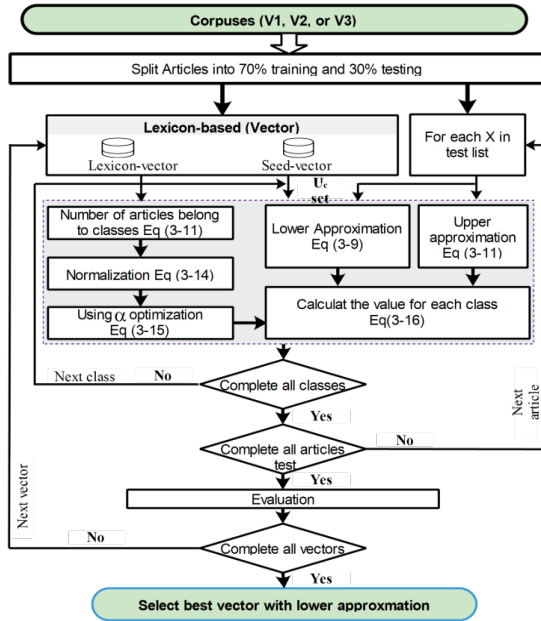 Corpuses (V1, V2, or V3)
Split Articles into 70% training and 30% testing
Lexicon-based (Vector)
Lexicon-vector
Seed-vector
For each X in
test list
U_c
set
Number of articles belong
to classes Eq (3-11)
Lower Approximation
Eq (3-9)
Upper
approximation
Eq (3-11)
Normalization Eq (3-14)
Using α optimization
Eq (3-15)
Calculat the value for each class
Eq(3-16)
Next class
No
Complete all classes
Yes
Next
article
Complete all articles
test
No
Yes
Next vector
Evaluation
No
Complete all vectors
Yes
Select best vector with lower approxmation